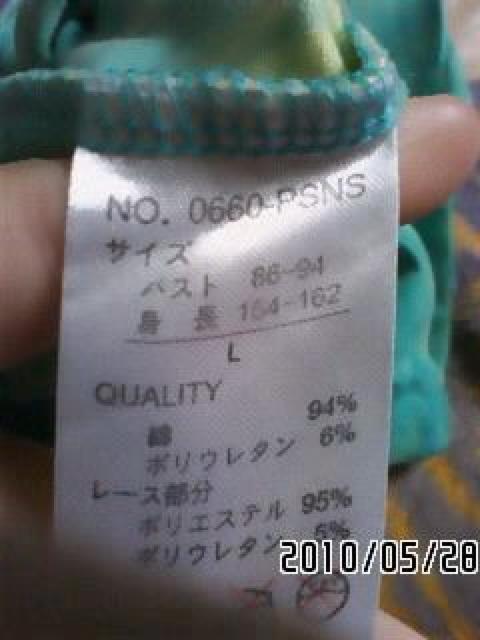 NO. 0660-PSNS
サイズ
バスト 86-94
身 長 154-162
L
QUALITY
94%
綿
ポリウレタン 6%
レース部分
ポリエステル 95%
ポリウレタン 5%
2010/05/28